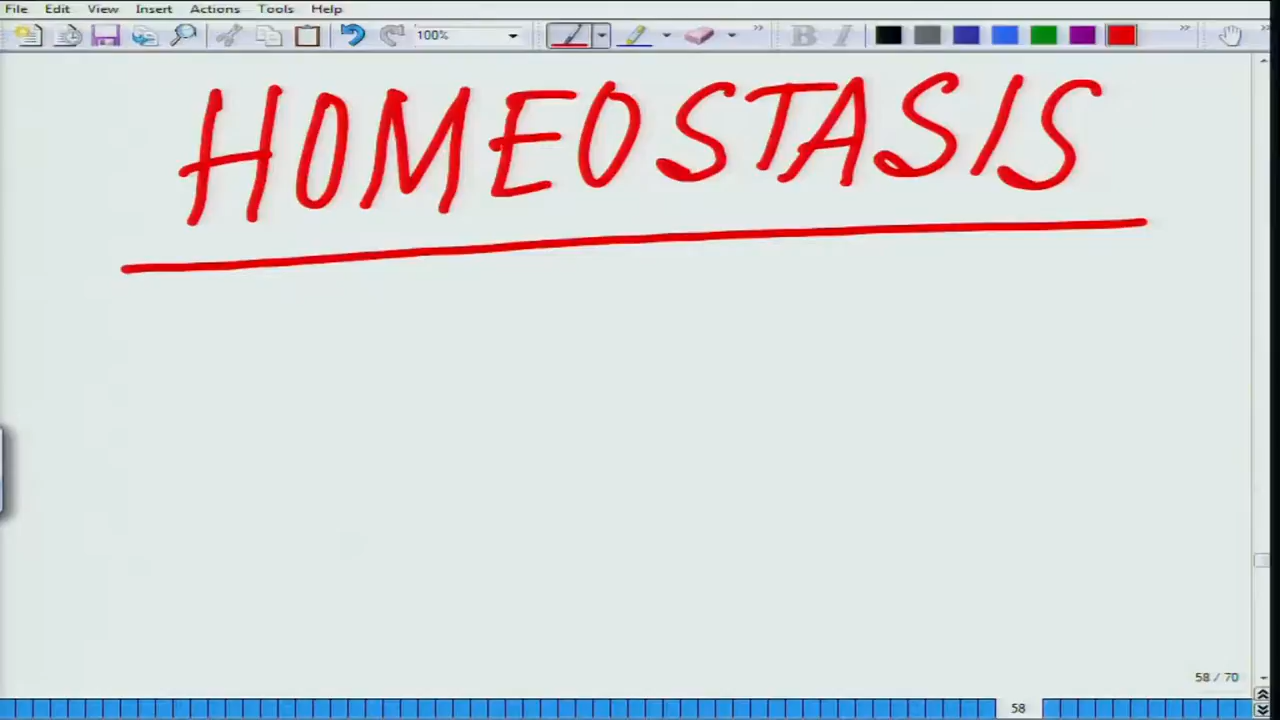 File Edit View Insert Actions Tools Help
100%
B I
HOMEOSTASIS
58 / 70
58